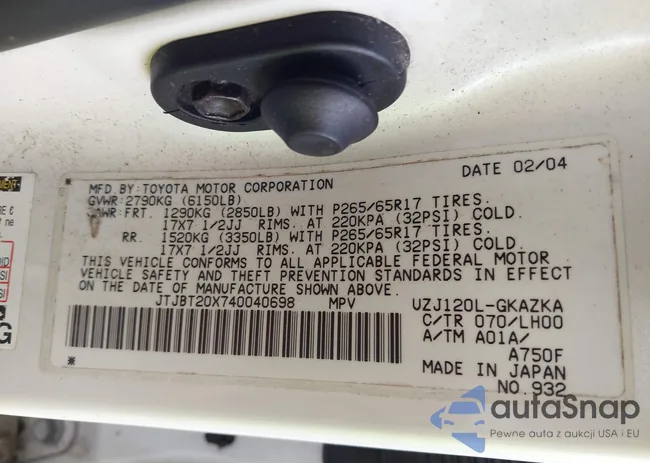 DATE 02/04
MFD.BY:TOYOTA MOTOR CORPORATION
GVWR:2790KG (6150LB)
GAWR:FRT. 1290KG (2850LB) WITH P265/65R17 TIRES.
17X7 1/2JJ RIMS. AT 220KPA (32PSI) COLD.
RR. 1520KG (3350LB) WITH P265/65R17 TIRES.
17X7 1/2JJ RIMS. AT 220KPA (32PSI) COLD.
THIS VEHICLE CONFORMS TO ALL APPLICABLE FEDERAL MOTOR
VEHICLE SAFETY AND THEFT PREVENTION STANDARDS IN EFFECT
ON THE DATE OF MANUFACTURE SHOWN ABOVE.
JTJBT20X740040698 MPV UZJ120L-GKAZKA
C/TR 070/LH00
A/TM A01A/
A750F
MADE IN JAPAN
NO.932
autaSnap
Pewne auta z aukcji USA i EU